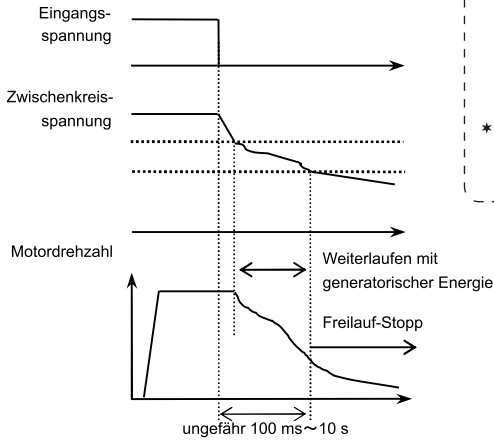 Eingangs-
spannung
Zwischenkreis-
spannung
Motordrehzahl
Weiterlaufen mit
generatorischer Energie
Freilauf-Stopp
ungefähr 100 ms～10 s